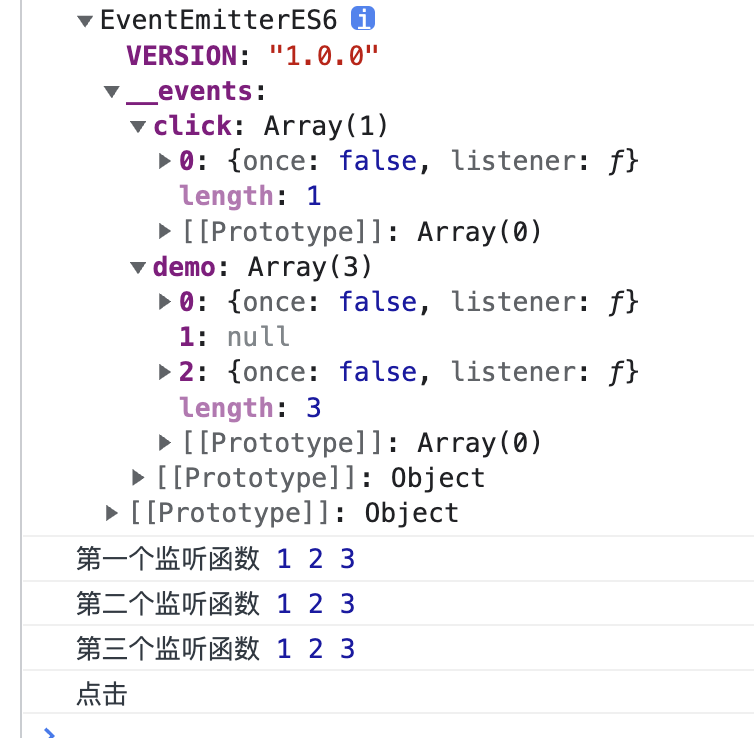 ▼EventEmitterES6 i
VERSION: "1.0.0"
▼__events:
▼click: Array(1)
▶0: {once: false, listener: ƒ}
length: 1
▶[[Prototype]]: Array(0)
▼demo: Array(3)
▶0: {once: false, listener: ƒ}
1: null
▶2: {once: false, listener: ƒ}
length: 3
▶[[Prototype]]: Array(0)
▶[[Prototype]]: Object
▶[[Prototype]]: Object
第一个监听函数 1 2 3
第二个监听函数 1 2 3
第三个监听函数 1 2 3
点击